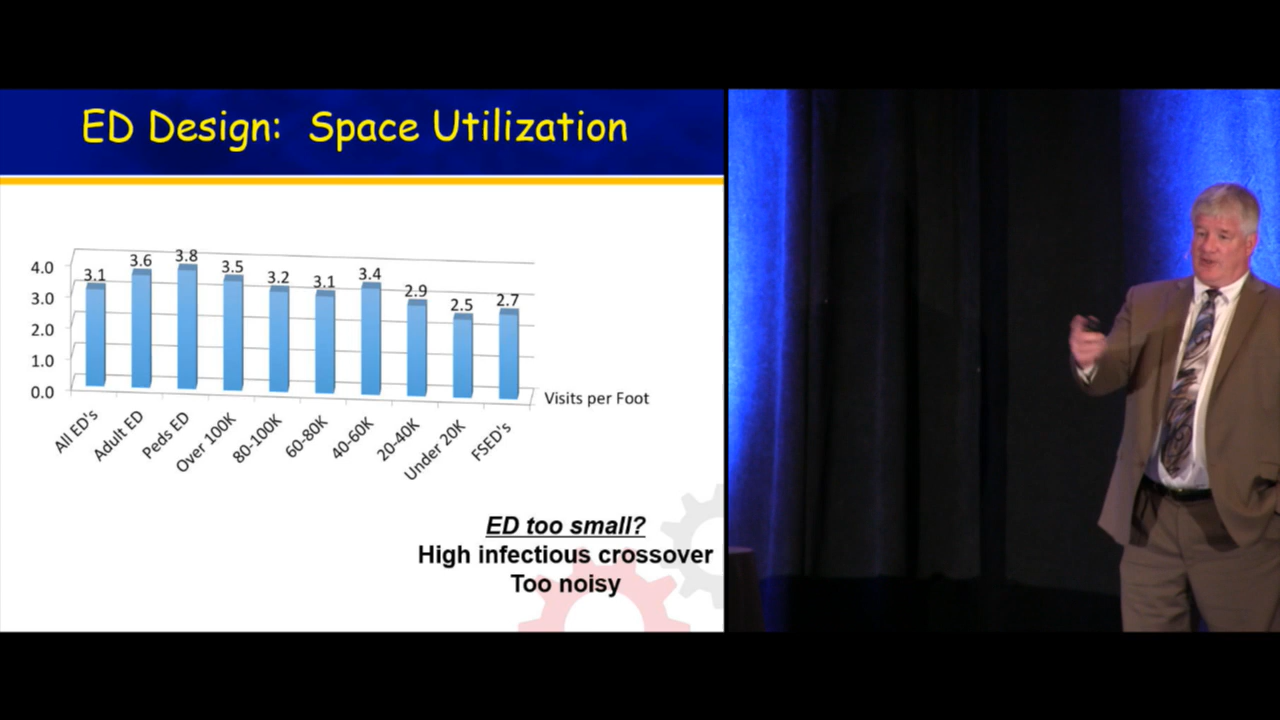 ED Design: Space Utilization
4.0
3.0
2.0
1.0
0.0
3.1
3.6
3.8
3.5
3.2
3.1
3.4
2.9
2.5
2.7
Visits per Foot
All ED's
Adult ED
Peds ED
Over 100K
80-100K
60-80K
40-60K
20-40K
Under 20K
FSED's
ED too small?
High infectious crossover
Too noisy